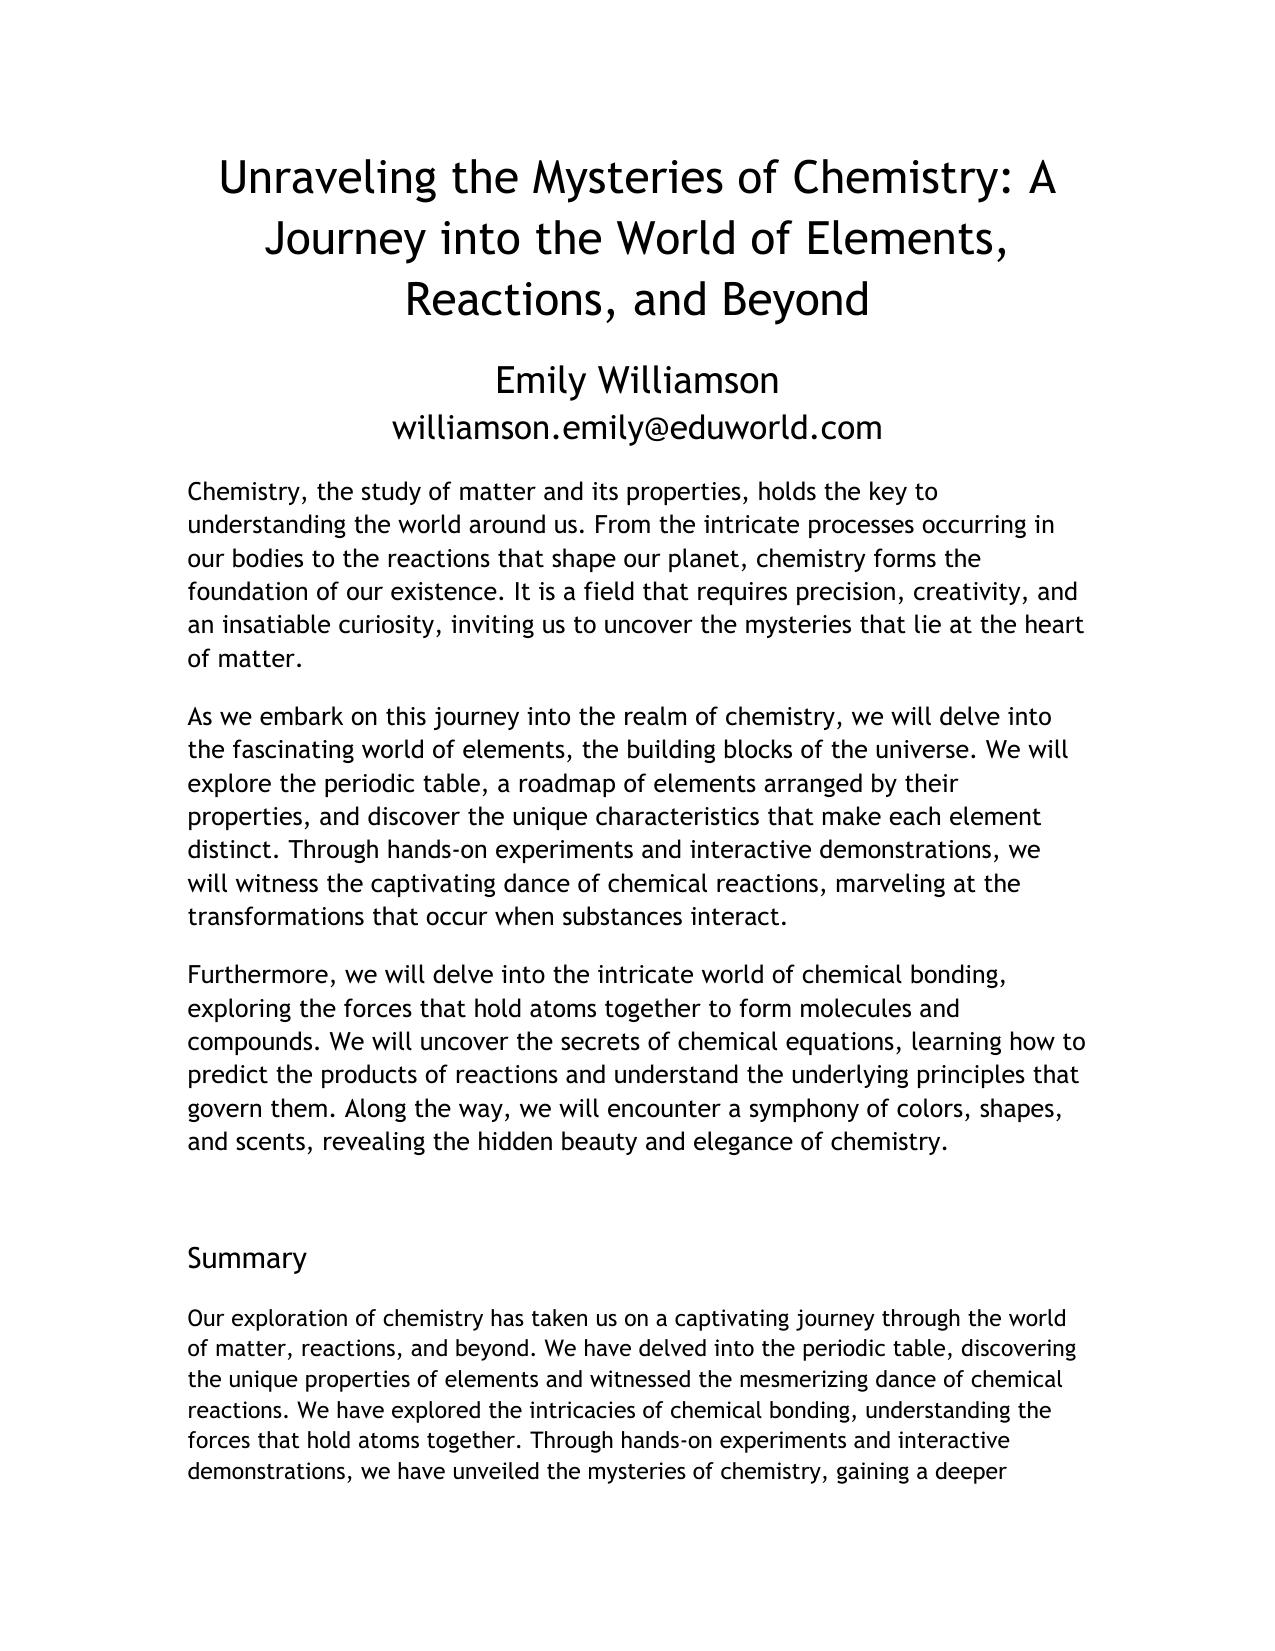 Unraveling the Mysteries of Chemistry: A
Journey into the World of Elements,
Reactions, and Beyond
Emily Williamson
williamson.emily@eduworld.com
Chemistry, the study of matter and its properties, holds the key to
understanding the world around us. From the intricate processes occurring in
our bodies to the reactions that shape our planet, chemistry forms the
foundation of our existence. It is a field that requires precision, creativity, and
an insatiable curiosity, inviting us to uncover the mysteries that lie at the heart
of matter.
As we embark on this journey into the realm of chemistry, we will delve into
the fascinating world of elements, the building blocks of the universe. We will
explore the periodic table, a roadmap of elements arranged by their
properties, and discover the unique characteristics that make each element
distinct. Through hands-on experiments and interactive demonstrations, we
will witness the captivating dance of chemical reactions, marveling at the
transformations that occur when substances interact.
Furthermore, we will delve into the intricate world of chemical bonding,
exploring the forces that hold atoms together to form molecules and
compounds. We will uncover the secrets of chemical equations, learning how to
predict the products of reactions and understand the underlying principles that
govern them. Along the way, we will encounter a symphony of colors, shapes,
and scents, revealing the hidden beauty and elegance of chemistry.
Summary
Our exploration of chemistry has taken us on a captivating journey through the world
of matter, reactions, and beyond. We have delved into the periodic table, discovering
the unique properties of elements and witnessed the mesmerizing dance of chemical
reactions. We have explored the intricacies of chemical bonding, understanding the
forces that hold atoms together. Through hands-on experiments and interactive
demonstrations, we have unveiled the mysteries of chemistry, gaining a deeper